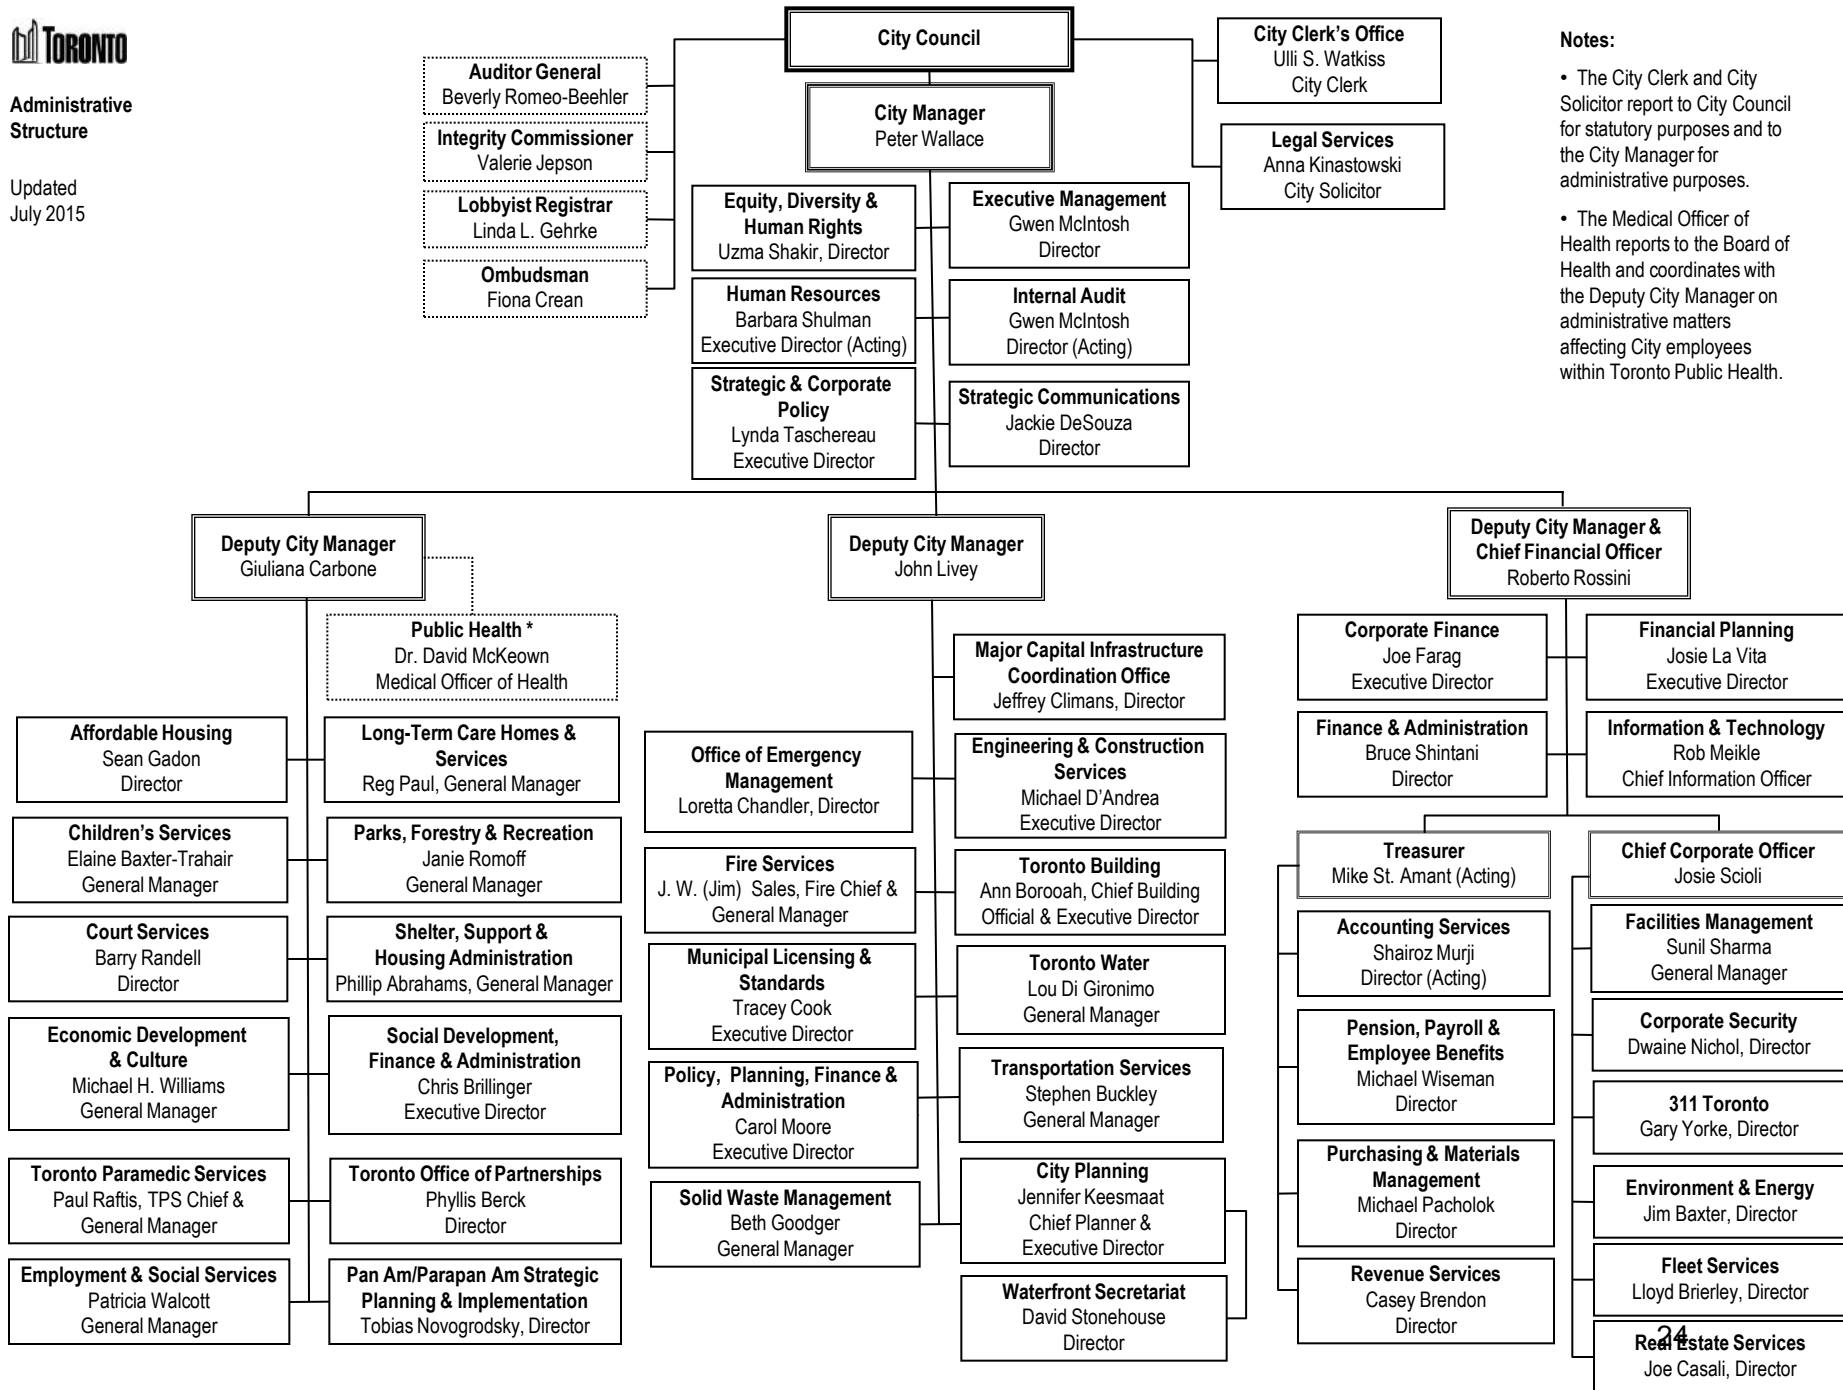 TORONTO
Administrative
Structure
Updated
July 2015
City Council
Auditor General
Beverly Romeo-Beehler
Integrity Commissioner
Valerie Jepson
Lobbyist Registrar
Linda L. Gehrke
Ombudsman
Fiona Crean
City Manager
Peter Wallace
City Clerk's Office
Ulli S. Watkiss
City Clerk
Legal Services
Anna Kinastowski
City Solicitor
Notes:
• The City Clerk and City
Solicitor report to City Council
for statutory purposes and to
the City Manager for
administrative purposes.
• The Medical Officer of
Health reports to the Board of
Health and coordinates with
the Deputy City Manager on
administrative matters
affecting City employees
within Toronto Public Health.
Equity, Diversity &
Human Rights
Uzma Shakir, Director
Executive Management
Gwen McIntosh
Director
Human Resources
Barbara Shulman
Executive Director (Acting)
Internal Audit
Gwen McIntosh
Director (Acting)
Strategic & Corporate
Policy
Lynda Taschereau
Executive Director
Strategic Communications
Jackie DeSouza
Director
Deputy City Manager
Giuliana Carbone
Public Health *
Dr. David McKeown
Medical Officer of Health
Affordable Housing
Sean Gadon
Director
Long-Term Care Homes &
Services
Reg Paul, General Manager
Children's Services
Elaine Baxter-Trahair
General Manager
Parks, Forestry & Recreation
Janie Romoff
General Manager
Court Services
Barry Randell
Director
Shelter, Support &
Housing Administration
Phillip Abrahams, General Manager
Economic Development
& Culture
Michael H. Williams
General Manager
Social Development,
Finance & Administration
Chris Brillinger
Executive Director
Toronto Paramedic Services
Paul Raftis, TPS Chief &
General Manager
Toronto Office of Partnerships
Phyllis Berck
Director
Employment & Social Services
Patricia Walcott
General Manager
Pan Am/Parapan Am Strategic
Planning & Implementation
Tobias Novogrodsky, Director
Deputy City Manager
John Livey
Major Capital Infrastructure
Coordination Office
Jeffrey Climans, Director
Office of Emergency
Management
Loretta Chandler, Director
Engineering & Construction
Services
Michael D'Andrea
Executive Director
Fire Services
J. W. (Jim) Sales, Fire Chief &
General Manager
Toronto Building
Ann Borooah, Chief Building
Official & Executive Director
Municipal Licensing &
Standards
Tracey Cook
Executive Director
Toronto Water
Lou Di Gironimo
General Manager
Policy, Planning, Finance &
Administration
Carol Moore
Executive Director
Transportation Services
Stephen Buckley
General Manager
Solid Waste Management
Beth Goodger
General Manager
City Planning
Jennifer Keesmaat
Chief Planner &
Executive Director
Waterfront Secretariat
David Stonehouse
Director
Deputy City Manager &
Chief Financial Officer
Roberto Rossini
Corporate Finance
Joe Farag
Executive Director
Financial Planning
Josie La Vita
Executive Director
Finance & Administration
Bruce Shintani
Director
Information & Technology
Rob Meikle
Chief Information Officer
Treasurer
Mike St. Amant (Acting)
Accounting Services
Shairoz Murji
Director (Acting)
Pension, Payroll &
Employee Benefits
Michael Wiseman
Director
Purchasing & Materials
Management
Michael Pacholok
Director
Revenue Services
Casey Brendon
Director
Chief Corporate Officer
Josie Scioli
Facilities Management
Sunil Sharma
General Manager
Corporate Security
Dwaine Nichol, Director
311 Toronto
Gary Yorke, Director
Environment & Energy
Jim Baxter, Director
Fleet Services
Lloyd Brierley, Director
Real Estate Services
Joe Casali, Director
24